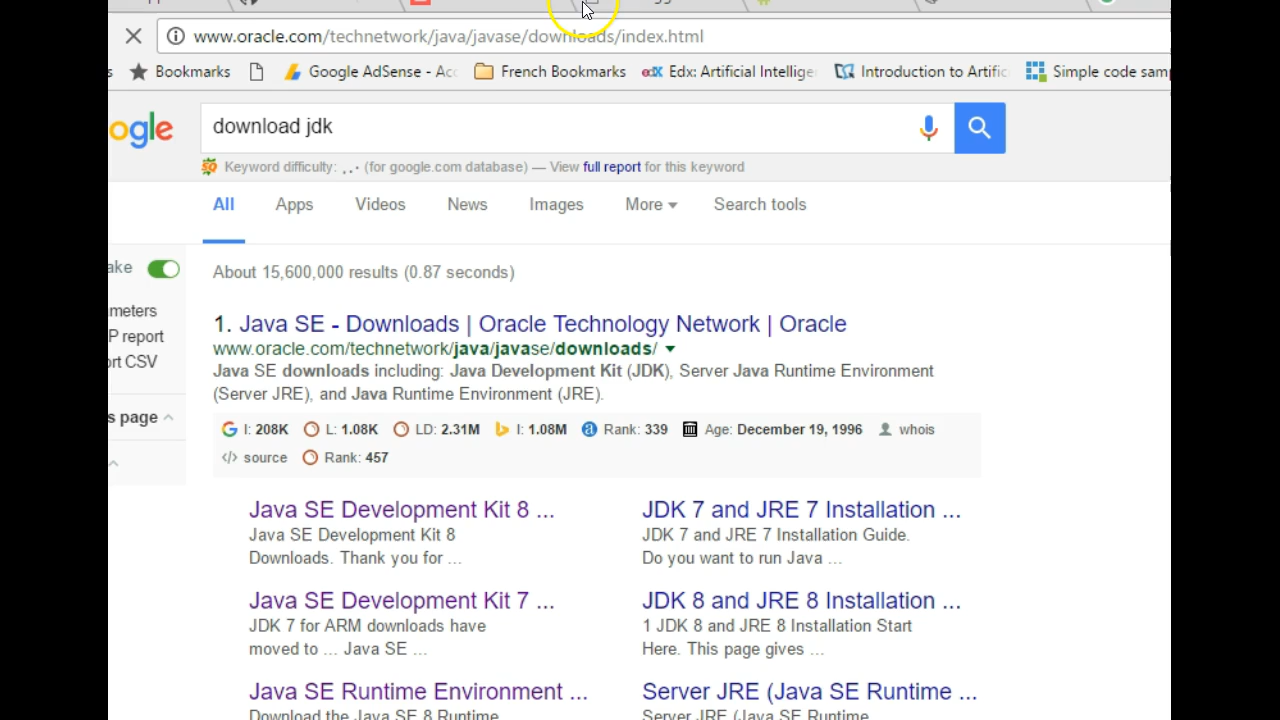 www.oracle.com/technetwork/java/javase/downloads/index.html
Bookmarks
Google AdSense - Acc
French Bookmarks
edX
Edx: Artificial Intellige
Introduction to Artific
Simple code sam
ogle
download jdk
SQ
Keyword difficulty: (for google.com database) — View full report for this keyword
All
Apps
Videos
News
Images
More
Search tools
ake
About 15,600,000 results (0.87 seconds)
meters
P report
ort CSV
s page
1. Java SE - Downloads | Oracle Technology Network | Oracle
www.oracle.com/technetwork/java/javase/downloads/
Java SE downloads including: Java Development Kit (JDK), Server Java Runtime Environment
(Server JRE), and Java Runtime Environment (JRE).
I: 208K L: 1.08K LD: 2.31M I: 1.08M Rank: 339 Age: December 19, 1996 whois
</> source Rank: 457
Java SE Development Kit 8 ...
Java SE Development Kit 8
Downloads. Thank you for ...
JDK 7 and JRE 7 Installation ...
JDK 7 and JRE 7 Installation Guide.
Do you want to run Java ...
Java SE Development Kit 7 ...
JDK 7 for ARM downloads have
moved to ... Java SE ...
JDK 8 and JRE 8 Installation ...
1 JDK 8 and JRE 8 Installation Start
Here. This page gives ...
Java SE Runtime Environment ...
Download the Java SE 8 Runtime
Server JRE (Java SE Runtime ...
Server JRE (Java SE Runtime